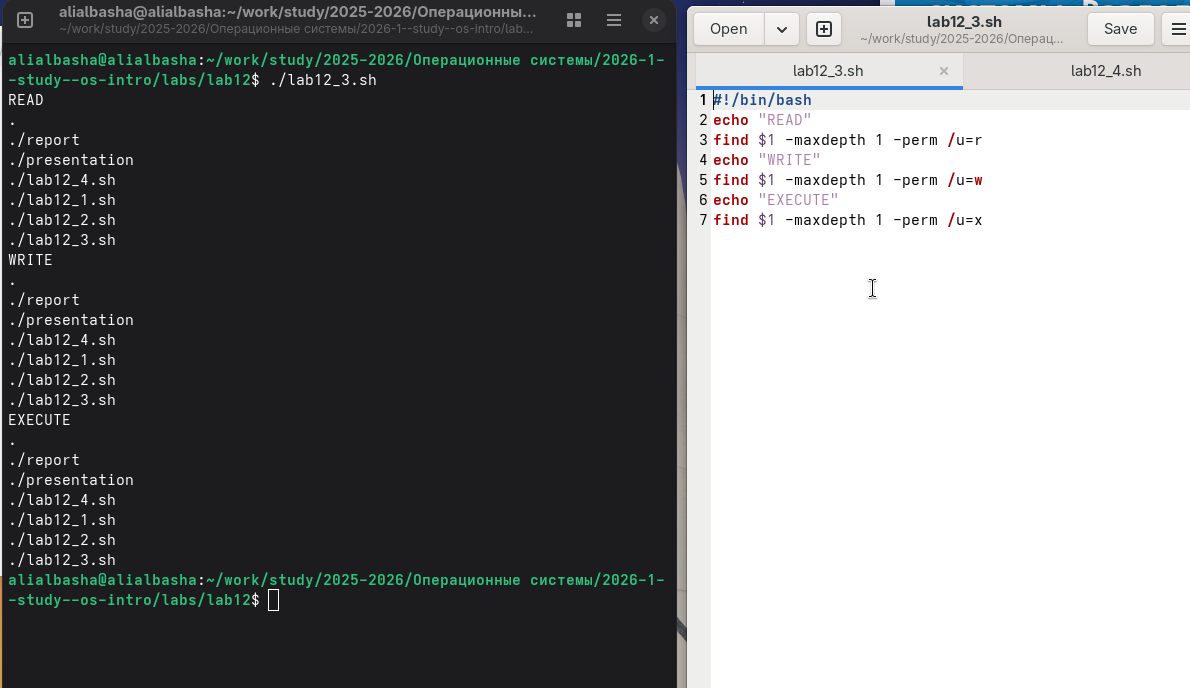 alialbasha@alialbasha:~/work/study/2025-2026/Операционны...
~/work/study/2025-2026/Операционные системы/2026-1--study--os-intro/lab...
alialbasha@alialbasha:~/work/study/2025-2026/Операционные системы/2026-1-
-study--os-intro/labs/lab12$ ./lab12_3.sh
READ
.
./report
./presentation
./lab12_4.sh
./lab12_1.sh
./lab12_2.sh
./lab12_3.sh
WRITE
.
./report
./presentation
./lab12_4.sh
./lab12_1.sh
./lab12_2.sh
./lab12_3.sh
EXECUTE
.
./report
./presentation
./lab12_4.sh
./lab12_1.sh
./lab12_2.sh
./lab12_3.sh
alialbasha@alialbasha:~/work/study/2025-2026/Операционные системы/2026-1-
-study--os-intro/labs/lab12$
Open
lab12_3.sh
~/work/study/2025-2026/Операц...
Save
lab12_3.sh
lab12_4.sh
1 #!/bin/bash
2 echo "READ"
3 find $1 -maxdepth 1 -perm /u=r
4 echo "WRITE"
5 find $1 -maxdepth 1 -perm /u=w
6 echo "EXECUTE"
7 find $1 -maxdepth 1 -perm /u=x